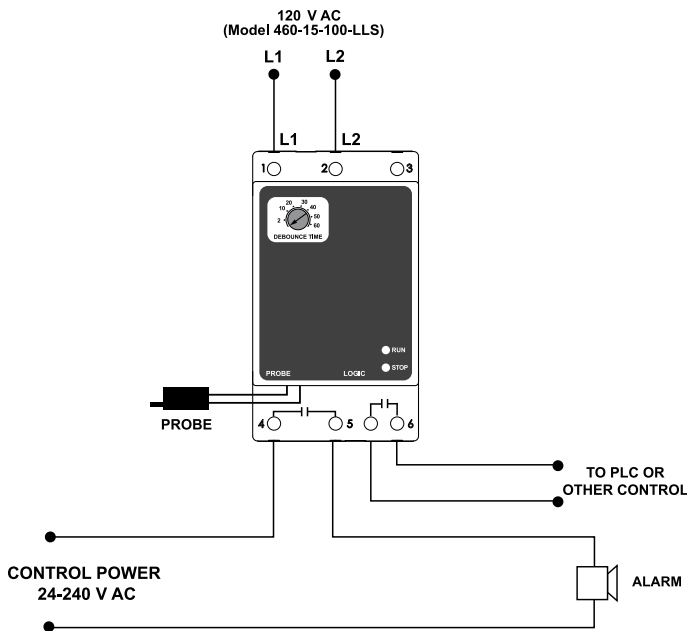 120 V AC
(Model 460-15-100-LLS)
L1 L2
L1 L2
1 2 3
2 10 20 30 40 50 60
DEBOUNCE TIME
RUN
STOP
PROBE LOGIC
PROBE
4 5 6
TO PLC OR
OTHER CONTROL
CONTROL POWER
24-240 V AC
ALARM